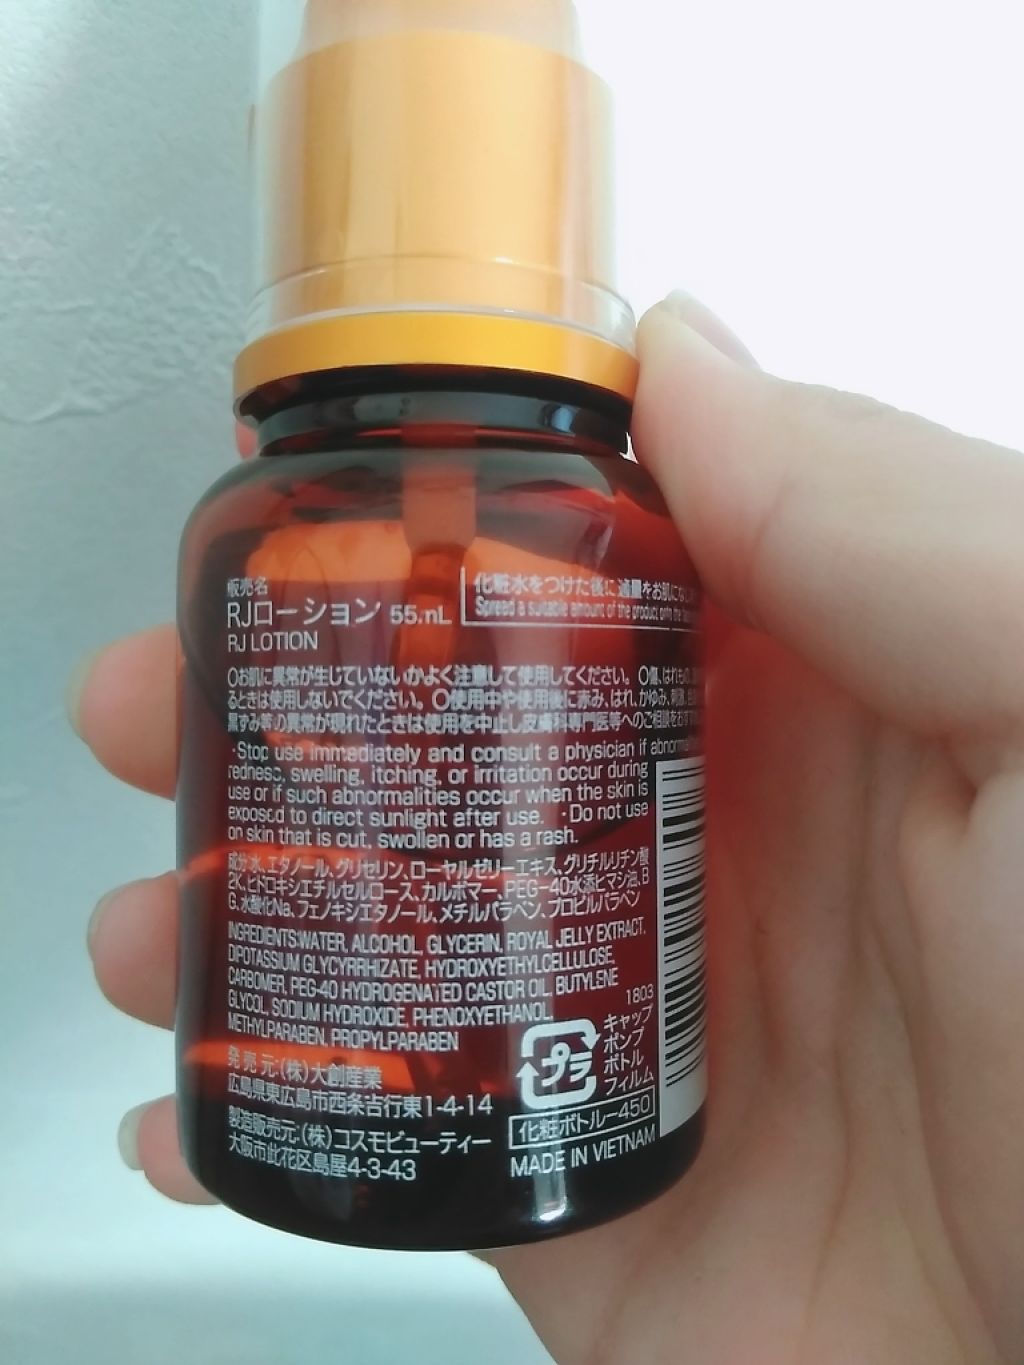 販売名
RJローション 55mL
RJ LOTION
化粧水をつけた後に、適量をお肌になじ
Spread a suitable amount of the product onto the
○お肌に異常が生じていないかよく注意して使用してください。○傷、はれもの、
るときは使用しないでください。○使用中や使用後に赤み、はれ、かゆみ、刺激、
黒ずみ等の異常が現れたときは使用を中止し皮膚科専門医等へのご相談をおすす
·Stop use immediately and consult a physician if abnormal
redness, swelling, itching, or irritation occur during
use or if such abnormalities occur when the skin is
exposed to direct sunlight after use. ·Do not use
on skin that is cut, swollen or has a rash.
成分:水、エタノール、グリセリン、ローヤルゼリーエキス、グリチルリチン酸
2K、ヒドロキシエチルセルロース、カルボマー、PEG-40水添ヒマシ油、B
G、水酸化Na、フェノキシエタノール、メチルパラベン、プロピルパラベン
INGREDIENTS:WATER, ALCOHOL, GLYCERIN, ROYAL JELLY EXTRACT,
DIPOTASSIUM GLYCYRRHIZATE, HYDROXYETHYLCELLULOSE,
CARBOMER, PEG-40 HYDROGENATED CASTOR OIL, BUTYLENE
GLYCOL, SODIUM HYDROXIDE, PHENOXYETHANOL,
METHYLPARABEN, PROPYLPARABEN
発売元:(株)大創産業
広島県東広島市西条吉行東1-4-14
製造販売元:(株)コスモビューティー
大阪市此花区島屋4-3-43
1803
プラ
キャップ
ポンプ
ボトル
フィルム
化粧ボトルー450
MADE IN VIETNAM